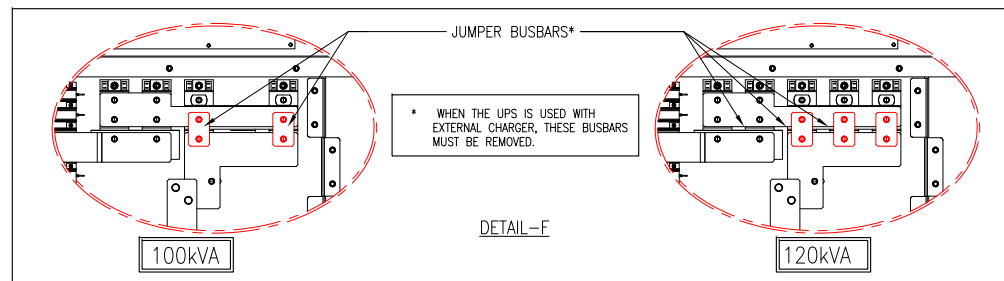 JUMPER BUSBARS*
* WHEN THE UPS IS USED WITH
EXTERNAL CHARGER, THESE BUSBARS
MUST BE REMOVED.
DETAIL-F
100kVA
120kVA